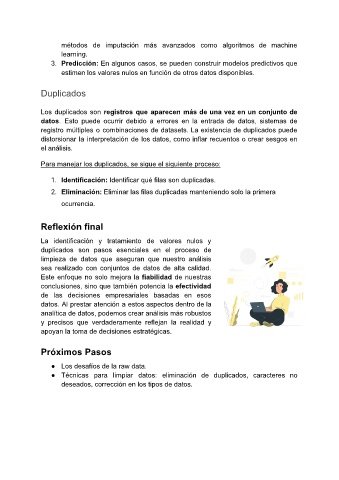 métodos de imputación más avanzados como algoritmos de machine
learning.
3. Predicción: En algunos casos, se pueden construir modelos predictivos que
estimen los valores nulos en función de otros datos disponibles.
Duplicados
Los duplicados son registros que aparecen más de una vez en un conjunto de
datos. Esto puede ocurrir debido a errores en la entrada de datos, sistemas de
registro múltiples o combinaciones de datasets. La existencia de duplicados puede
distorsionar la interpretación de los datos, como inflar recuentos o crear sesgos en
el análisis.
Para manejar los duplicados, se sigue el siguiente proceso:
1. Identificación: Identificar qué filas son duplicadas.
2. Eliminación: Eliminar las filas duplicadas manteniendo solo la primera
ocurrencia.
Reflexión final
La identificación y tratamiento de valores nulos y
duplicados son pasos esenciales en el proceso de
limpieza de datos que aseguran que nuestro análisis
sea realizado con conjuntos de datos de alta calidad.
Este enfoque no solo mejora la fiabilidad de nuestras
conclusiones, sino que también potencia la efectividad
de las decisiones empresariales basadas en esos
datos. Al prestar atención a estos aspectos dentro de la
analítica de datos, podemos crear análisis más robustos
y precisos que verdaderamente reflejan la realidad y
apoyan la toma de decisiones estratégicas.
Próximos Pasos
● Los desafíos de la raw data.
● Técnicas para limpiar datos: eliminación de duplicados, caracteres no
deseados, corrección en los tipos de datos.